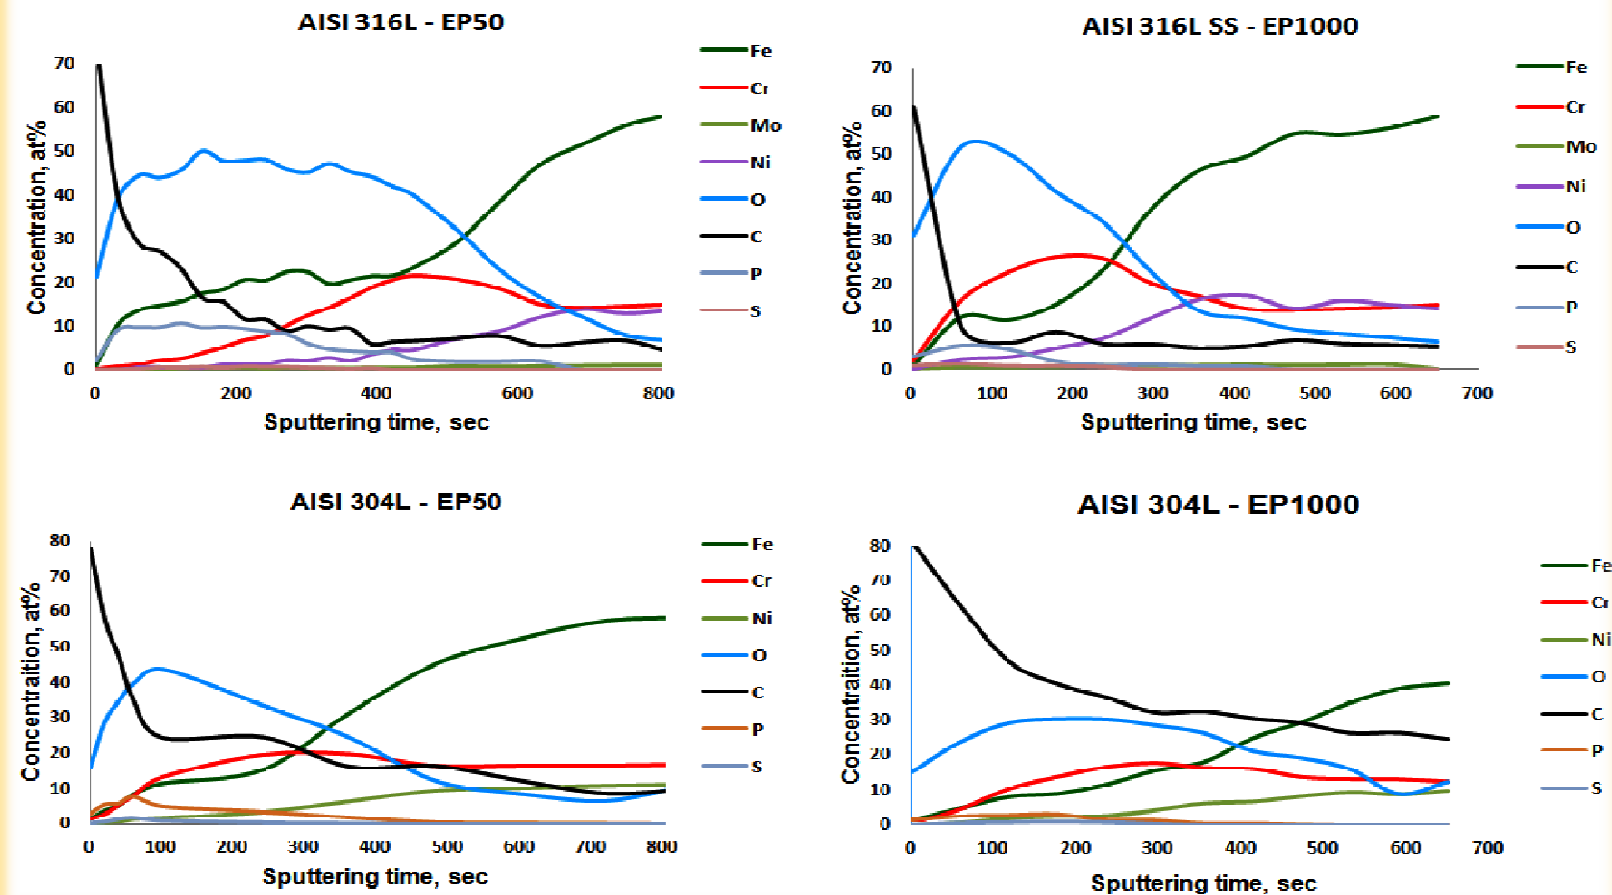 AISI 316L - EP50
Concentration, at%
70
60
50
40
30
20
10
0
0 200 400 600 800
Sputtering time, sec
Fe
Cr
Mo
Ni
O
C
P
S
AISI 316L SS - EP1000
Concentration, at%
70
60
50
40
30
20
10
0
0 100 200 300 400 500 600 700
Sputtering time, sec
Fe
Cr
Mo
Ni
O
C
P
S
AISI 304L - EP50
Concentraition, at%
80
70
60
50
40
30
20
10
0
0 100 200 300 400 500 600 700 800
Sputtering time, sec
Fe
Cr
Ni
O
C
P
S
AISI 304L - EP1000
Concentraition, at%
80
70
60
50
40
30
20
10
0
0 100 200 300 400 500 600 700
Sputtering time, sec
Fe
Cr
Ni
O
C
P
S